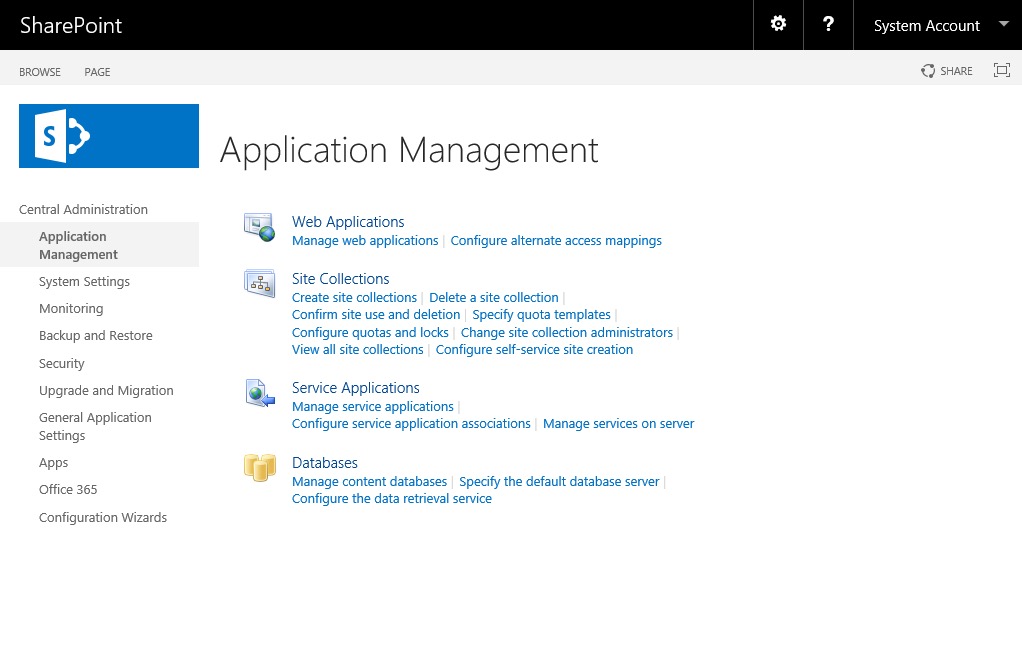 SharePoint
?
System Account
BROWSE
PAGE
SHARE
S
Application Management
Central Administration
Application
Management
System Settings
Monitoring
Backup and Restore
Security
Upgrade and Migration
General Application
Settings
Apps
Office 365
Configuration Wizards
Web Applications
Manage web applications | Configure alternate access mappings
Site Collections
Create site collections | Delete a site collection |
Confirm site use and deletion | Specify quota templates |
Configure quotas and locks | Change site collection administrators |
View all site collections | Configure self-service site creation
Service Applications
Manage service applications |
Configure service application associations | Manage services on server
Databases
Manage content databases | Specify the default database server |
Configure the data retrieval service